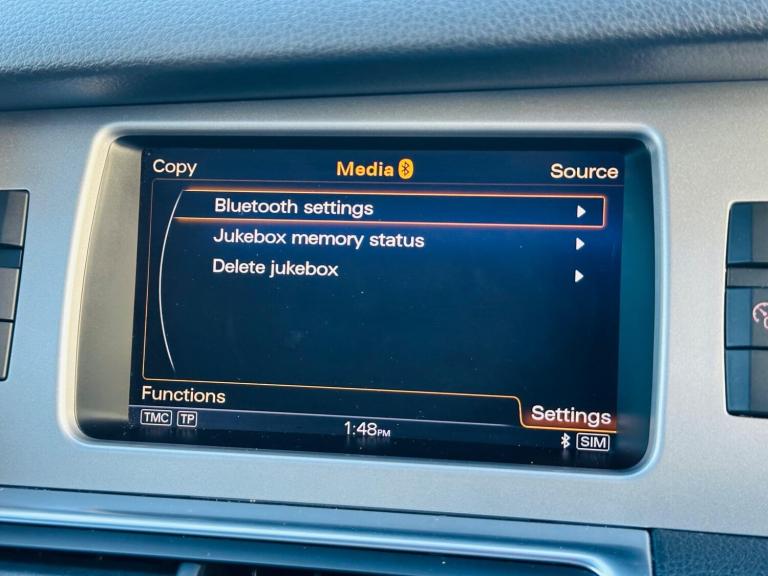 Copy Media Source
Bluetooth settings
Jukebox memory status
Delete jukebox
Functions Settings
TMC TP 1:48PM SIM